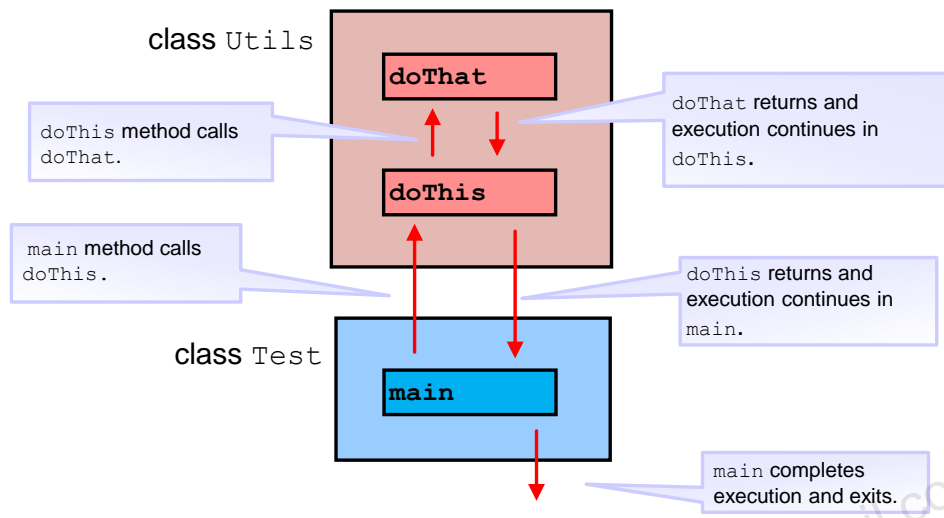 class Utils
doThat
doThat returns and
execution continues in
doThis.
doThis method calls
doThat.
doThis
main method calls
doThis.
doThis returns and
execution continues in
main.
class Test
main
main completes
execution and exits.